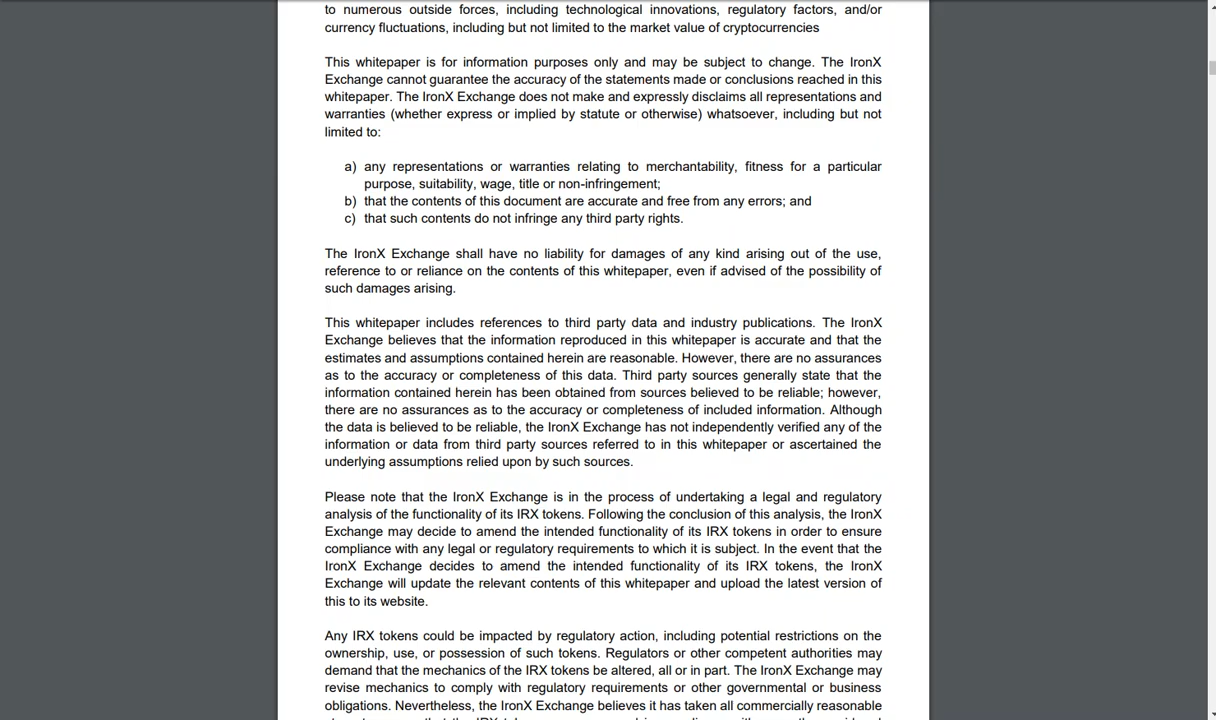 to numerous outside forces, including technological innovations, regulatory factors, and/or
currency fluctuations, including but not limited to the market value of cryptocurrencies
This whitepaper is for information purposes only and may be subject to change. The IronX
Exchange cannot guarantee the accuracy of the statements made or conclusions reached in this
whitepaper. The IronX Exchange does not make and expressly disclaims all representations and
warranties (whether express or implied by statute or otherwise) whatsoever, including but not
limited to:
a) any representations or warranties relating to merchantability, fitness for a particular
purpose, suitability, wage, title or non-infringement;
b) that the contents of this document are accurate and free from any errors; and
c) that such contents do not infringe any third party rights.
The IronX Exchange shall have no liability for damages of any kind arising out of the use,
reference to or reliance on the contents of this whitepaper, even if advised of the possibility of
such damages arising.
This whitepaper includes references to third party data and industry publications. The IronX
Exchange believes that the information reproduced in this whitepaper is accurate and that the
estimates and assumptions contained herein are reasonable. However, there are no assurances
as to the accuracy or completeness of this data. Third party sources generally state that the
information contained herein has been obtained from sources believed to be reliable; however,
there are no assurances as to the accuracy or completeness of included information. Although
the data is believed to be reliable, the IronX Exchange has not independently verified any of the
information or data from third party sources referred to in this whitepaper or ascertained the
underlying assumptions relied upon by such sources.
Please note that the IronX Exchange is in the process of undertaking a legal and regulatory
analysis of the functionality of its IRX tokens. Following the conclusion of this analysis, the IronX
Exchange may decide to amend the intended functionality of its IRX tokens in order to ensure
compliance with any legal or regulatory requirements to which it is subject. In the event that the
IronX Exchange decides to amend the intended functionality of its IRX tokens, the IronX
Exchange will update the relevant contents of this whitepaper and upload the latest version of
this to its website.
Any IRX tokens could be impacted by regulatory action, including potential restrictions on the
ownership, use, or possession of such tokens. Regulators or other competent authorities may
demand that the mechanics of the IRX tokens be altered, all or in part. The IronX Exchange may
revise mechanics to comply with regulatory requirements or other governmental or business
obligations. Nevertheless, the IronX Exchange believes it has taken all commercially reasonable